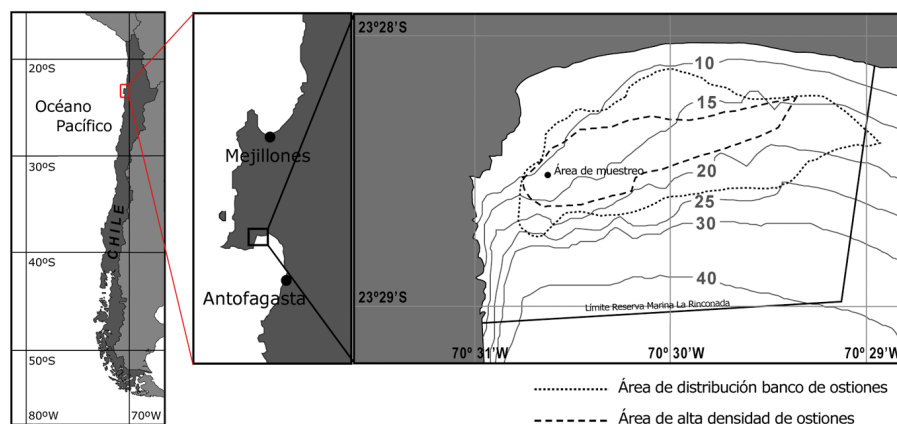 20ºS
Océano
Pacífico
30ºS
CHILE
40ºS
50ºS
80ºW
70ºW
Mejillones
Antofagasta
23º28’S
10
15
Área de muestreo
20
25
30
40
23º29’S
Límite Reserva Marina La Rinconada
70º 31’W
70º 30’W
70º 29’W
Área de distribución banco de ostiones
Área de alta densidad de ostiones